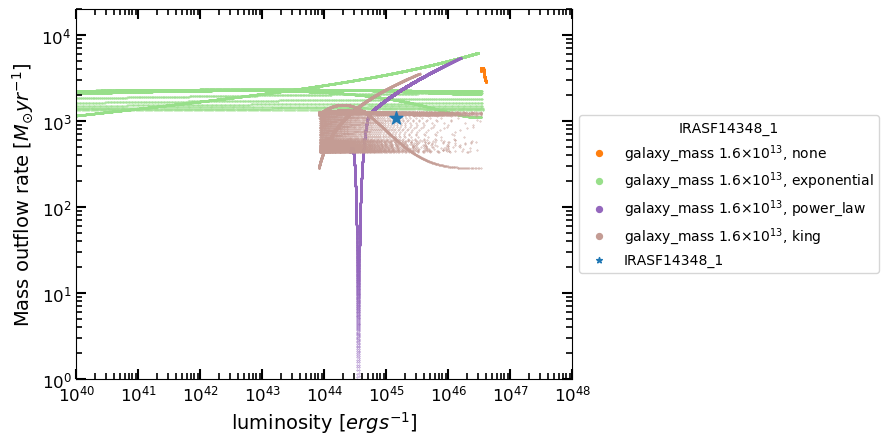 Mass outflow rate [$M_{\odot}yr^{-1}$]
$10^4$
$10^3$
$10^2$
$10^1$
$10^0$
$10^{40}$ $10^{41}$ $10^{42}$ $10^{43}$ $10^{44}$ $10^{45}$ $10^{46}$ $10^{47}$ $10^{48}$
luminosity [$ergs^{-1}$]
IRASF14348_1
galaxy_mass 1.6×$10^{13}$, none
galaxy_mass 1.6×$10^{13}$, exponential
galaxy_mass 1.6×$10^{13}$, power_law
galaxy_mass 1.6×$10^{13}$, king
IRASF14348_1